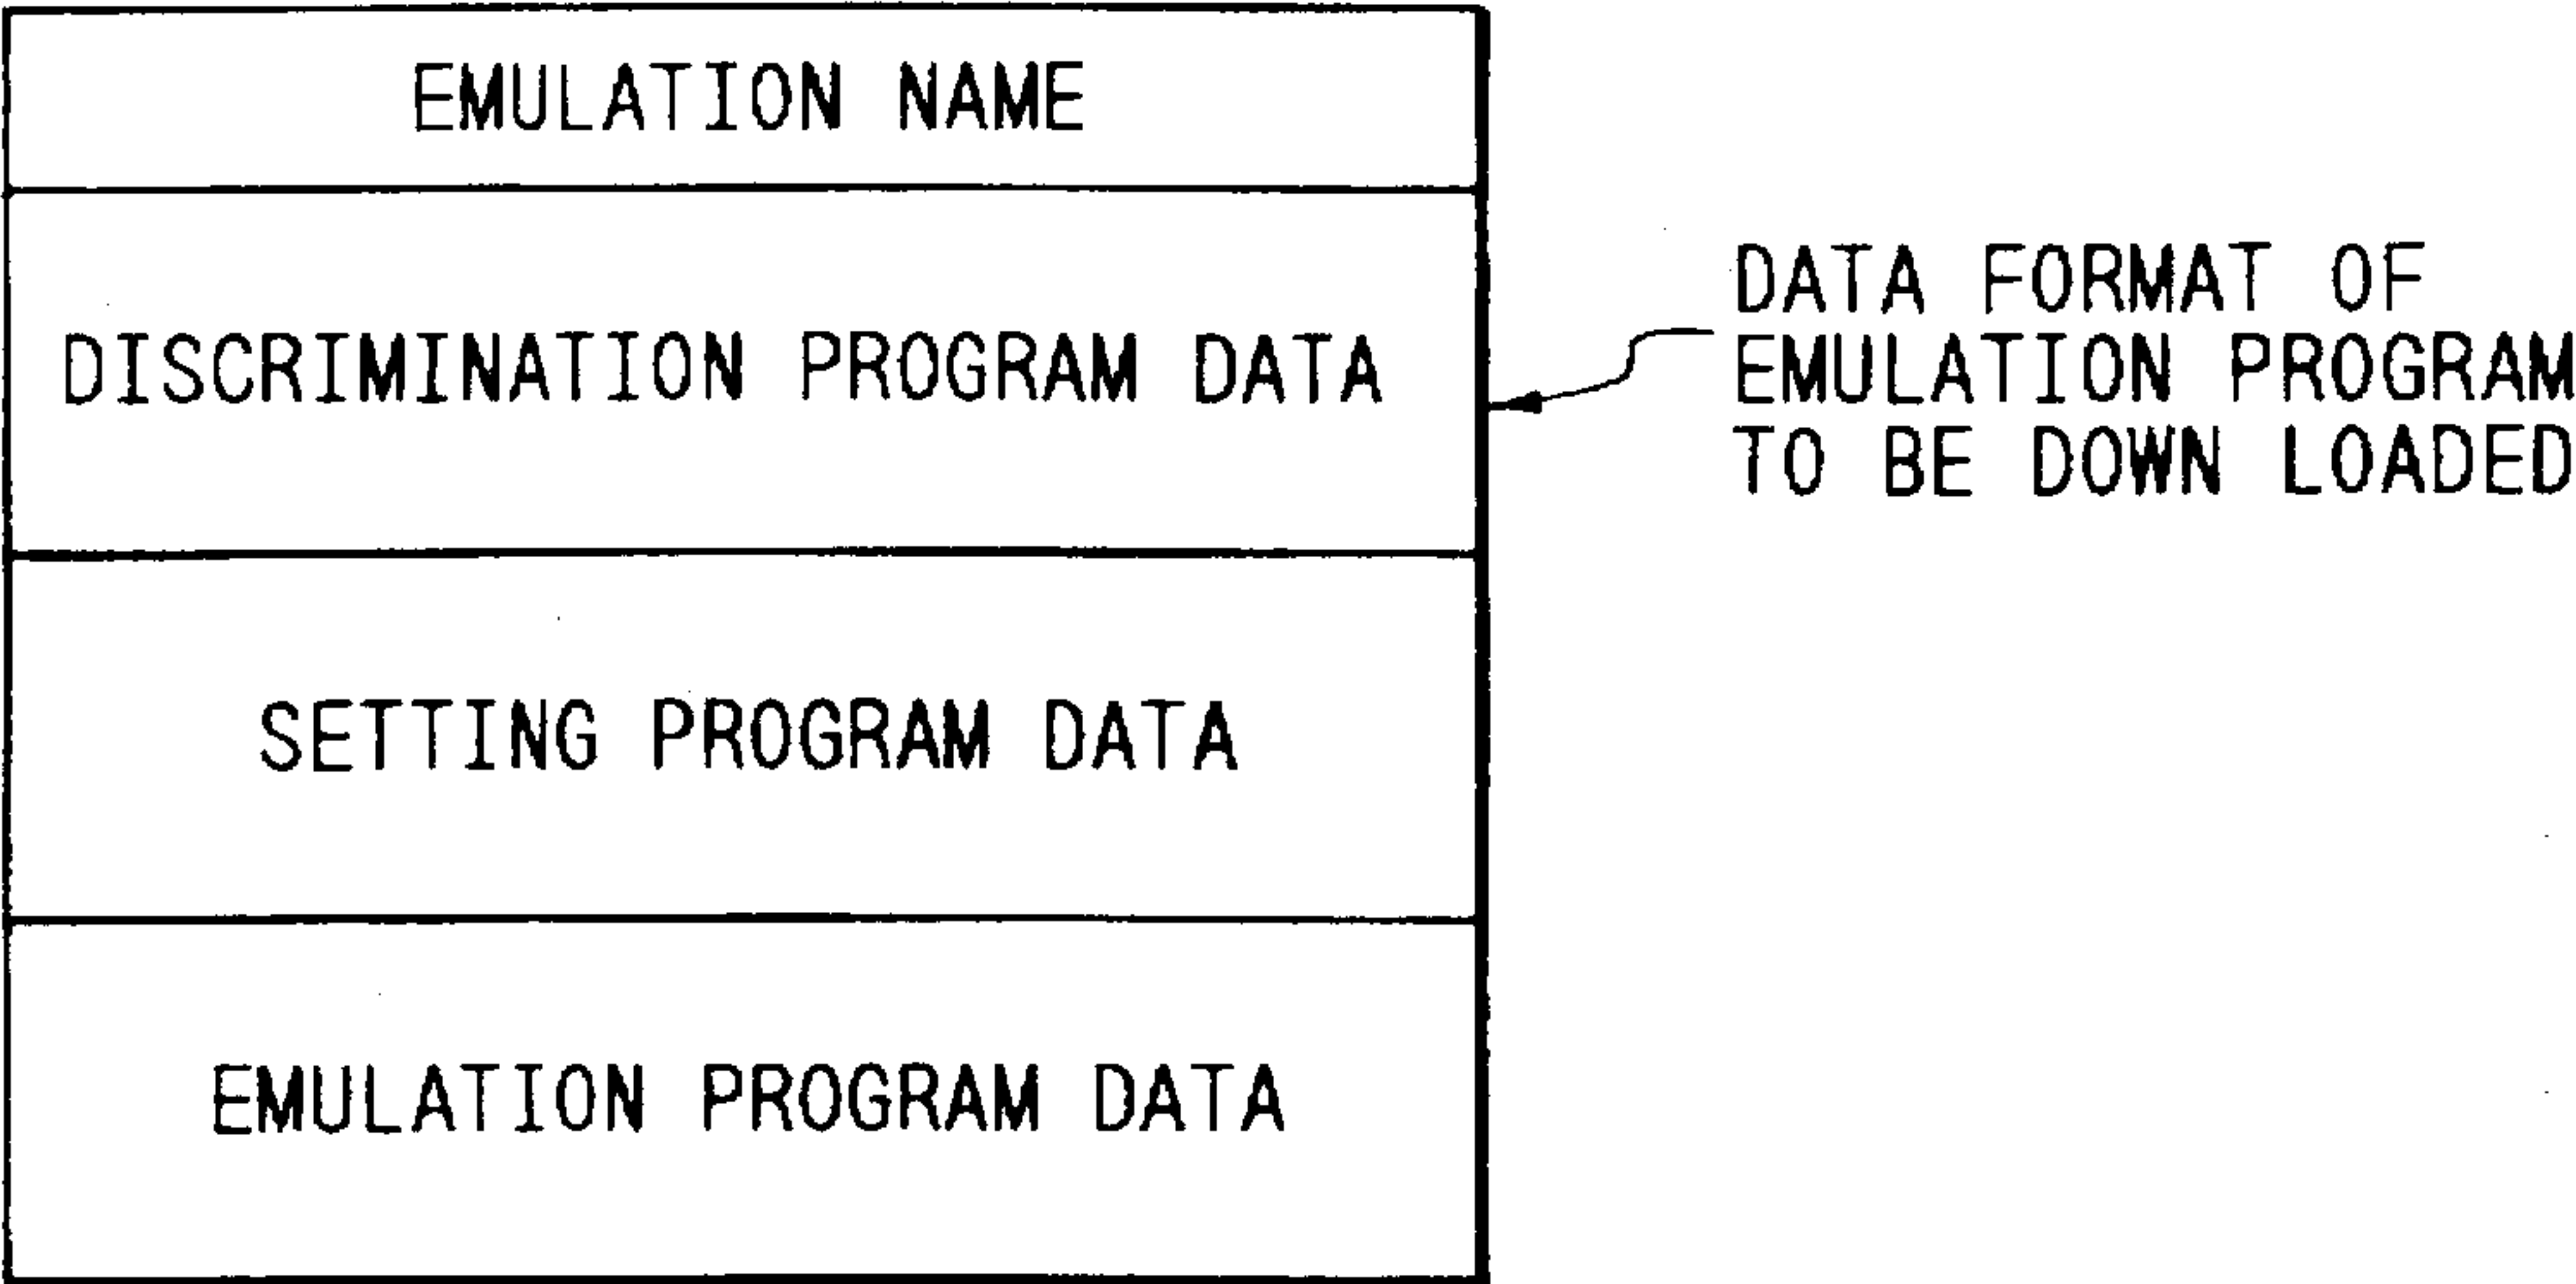 EMULATION NAME
DISCRIMINATION PROGRAM DATA
DATA FORMAT OF
EMULATION PROGRAM
TO BE DOWN LOADED
SETTING PROGRAM DATA
EMULATION PROGRAM DATA